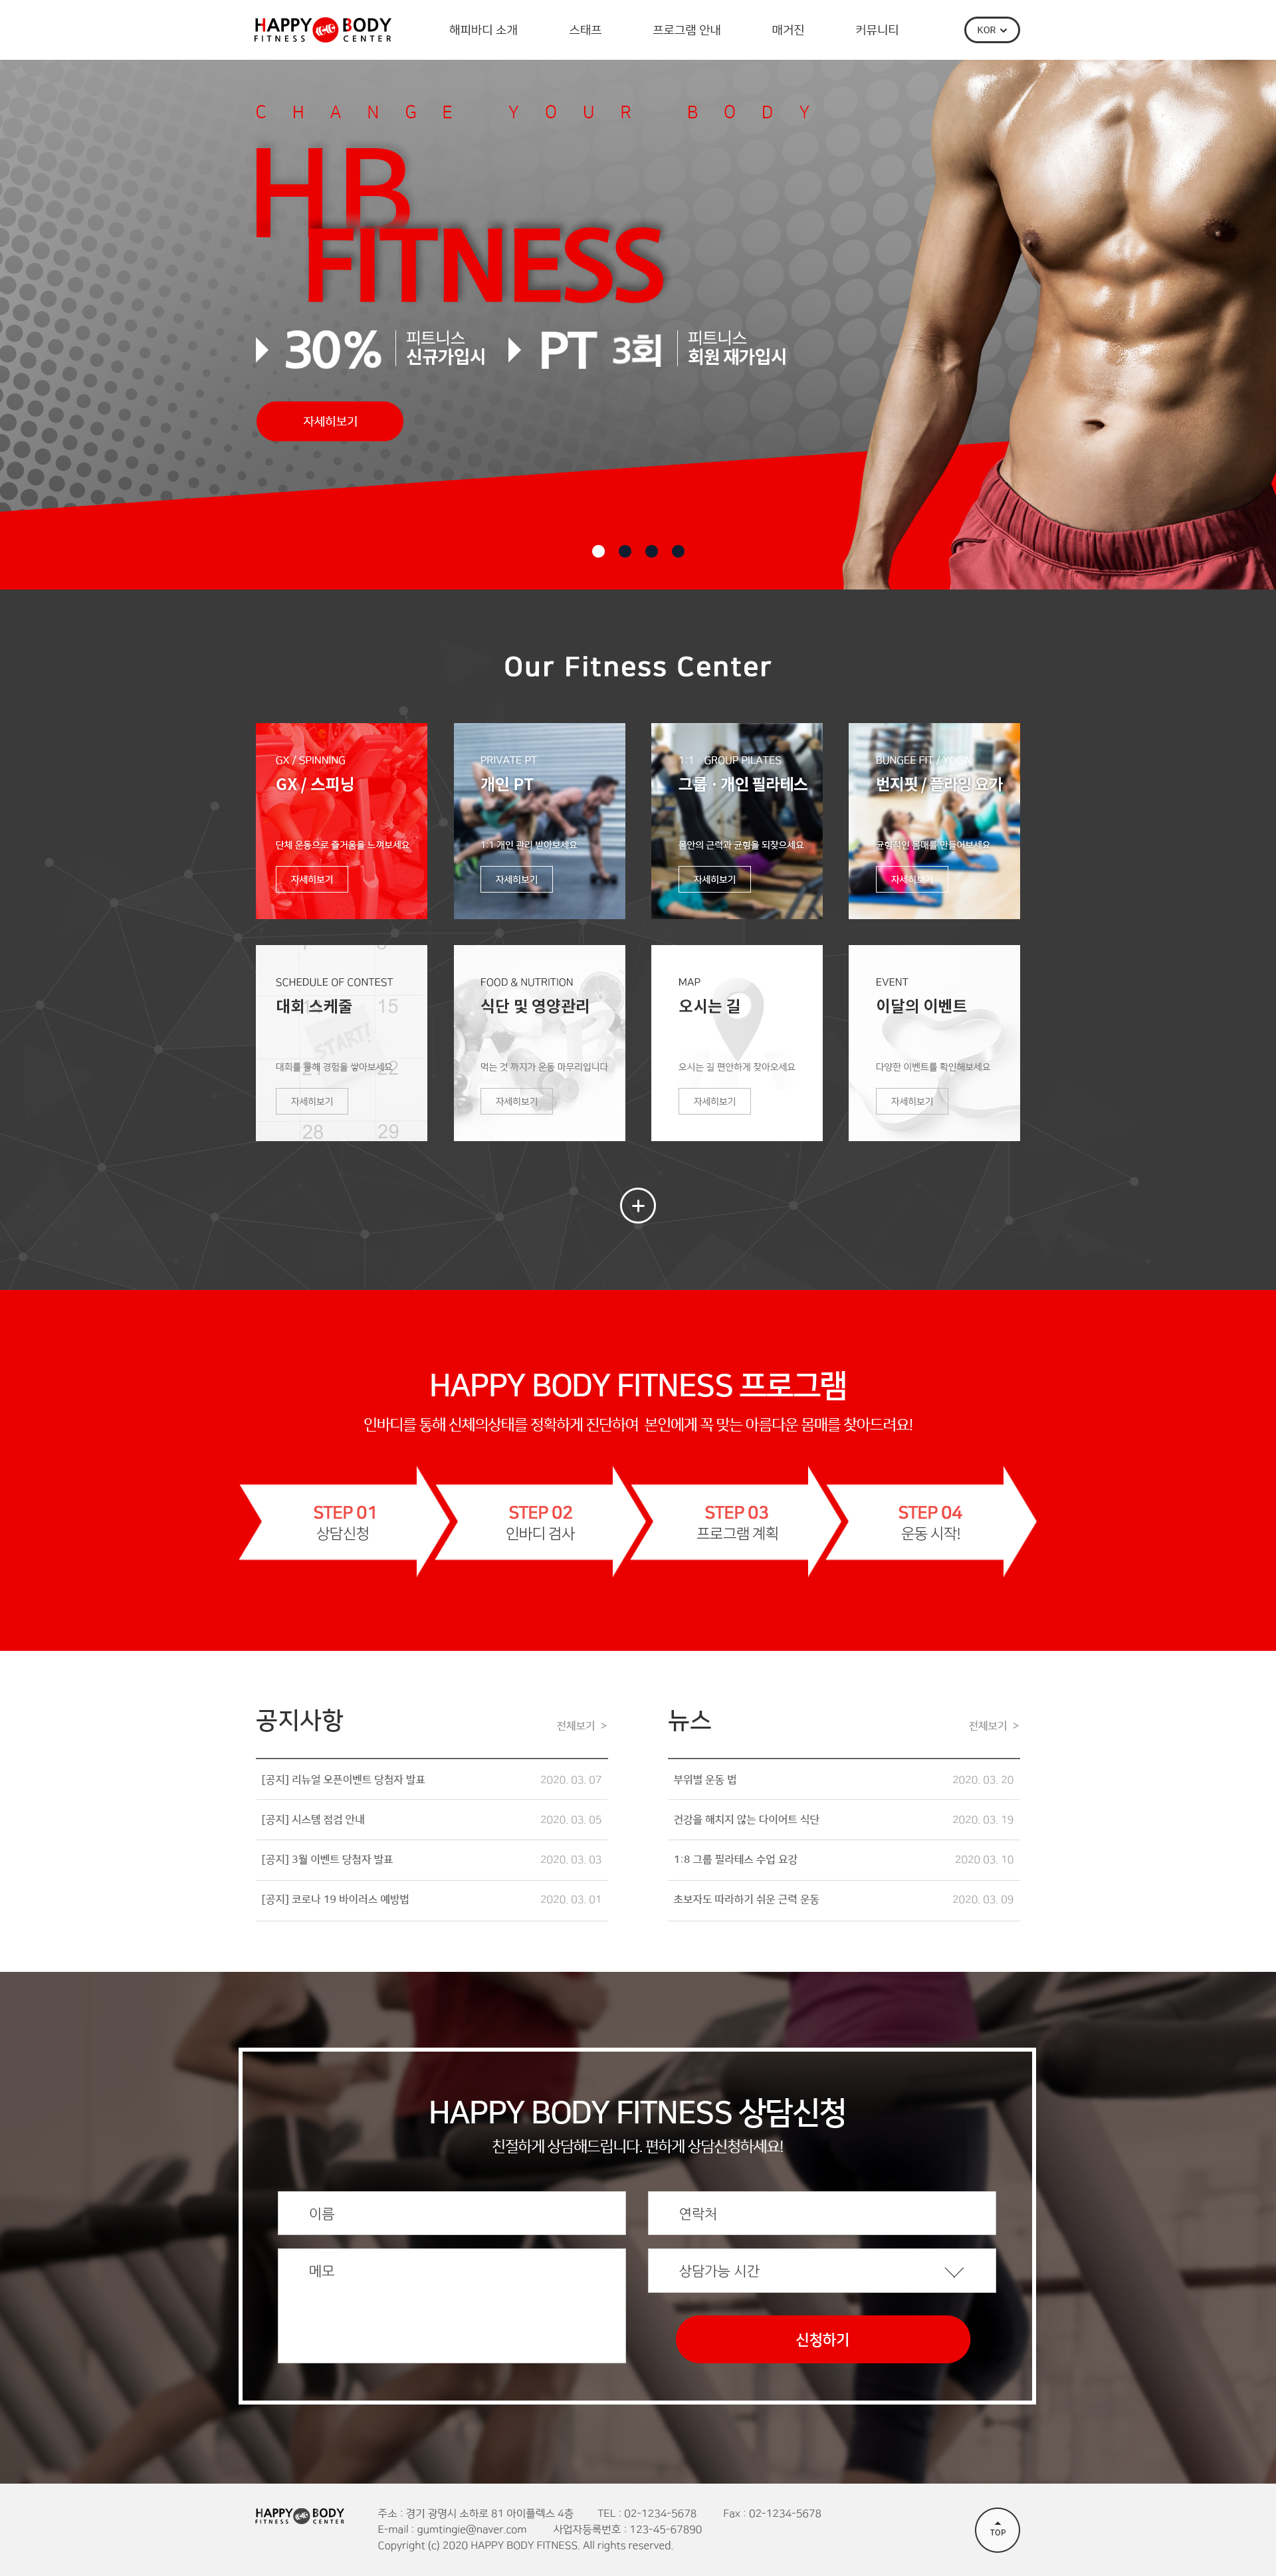 HAPPY BODY
FITNESS CENTER
해피바디 소개
스태프
프로그램 안내
매거진
커뮤니티
KOR
CHANGE YOUR BODY
HB
FITNESS
30%
피트니스
신규가입시
PT 3회
피트니스
회원 재가입시
자세히보기
Our Fitness Center
GX / SPINNING
GX / 스피닝
단체 운동으로 즐거움을 느껴보세요
자세히보기
PRIVATE PT
개인 PT
1:1 개인 관리 받아보세요
자세히보기
1:1 · GROUP PILATES
그룹 · 개인 필라테스
몸안의 근력과 균형을 되찾으세요
자세히보기
BUNGEE FIT / YOGA
번지핏 / 플라잉 요가
균형적인 몸매를 만들어보세요
자세히보기
SCHEDULE OF CONTEST
대회 스케줄
15
START!
대회를 통해 경험을 쌓아보세요
21 22
자세히보기
28 29
FOOD & NUTRITION
식단 및 영양관리
먹는 것 까지가 운동 마무리입니다
자세히보기
MAP
오시는 길
오시는 길 편안하게 찾아오세요
자세히보기
EVENT
이달의 이벤트
다양한 이벤트를 확인해보세요
자세히보기
HAPPY BODY FITNESS 프로그램
인바디를 통해 신체의상태를 정확하게 진단하여 본인에게 꼭 맞는 아름다운 몸매를 찾아드려요!
STEP 01
상담신청
STEP 02
인바디 검사
STEP 03
프로그램 계획
STEP 04
운동 시작!
공지사항
전체보기 >
[공지] 리뉴얼 오픈이벤트 당첨자 발표 2020. 03. 07
[공지] 시스템 점검 안내 2020. 03. 05
[공지] 3월 이벤트 당첨자 발표 2020. 03. 03
[공지] 코로나 19 바이러스 예방법 2020. 03. 01
뉴스
전체보기 >
부위별 운동 법 2020. 03. 20
건강을 해치지 않는 다이어트 식단 2020. 03. 19
1:8 그룹 필라테스 수업 요강 2020 03. 10
초보자도 따라하기 쉬운 근력 운동 2020. 03. 09
HAPPY BODY FITNESS 상담신청
친절하게 상담해드립니다. 편하게 상담신청하세요!
이름
연락처
메모
상담가능 시간
신청하기
HAPPY BODY
FITNESS CENTER
주소 : 경기 광명시 소하로 81 아이플렉스 4층 TEL : 02-1234-5678 Fax : 02-1234-5678
E-mail : gumtingie@naver.com 사업자등록번호 : 123-45-67890
Copyright (c) 2020 HAPPY BODY FITNESS. All rights reserved.
TOP